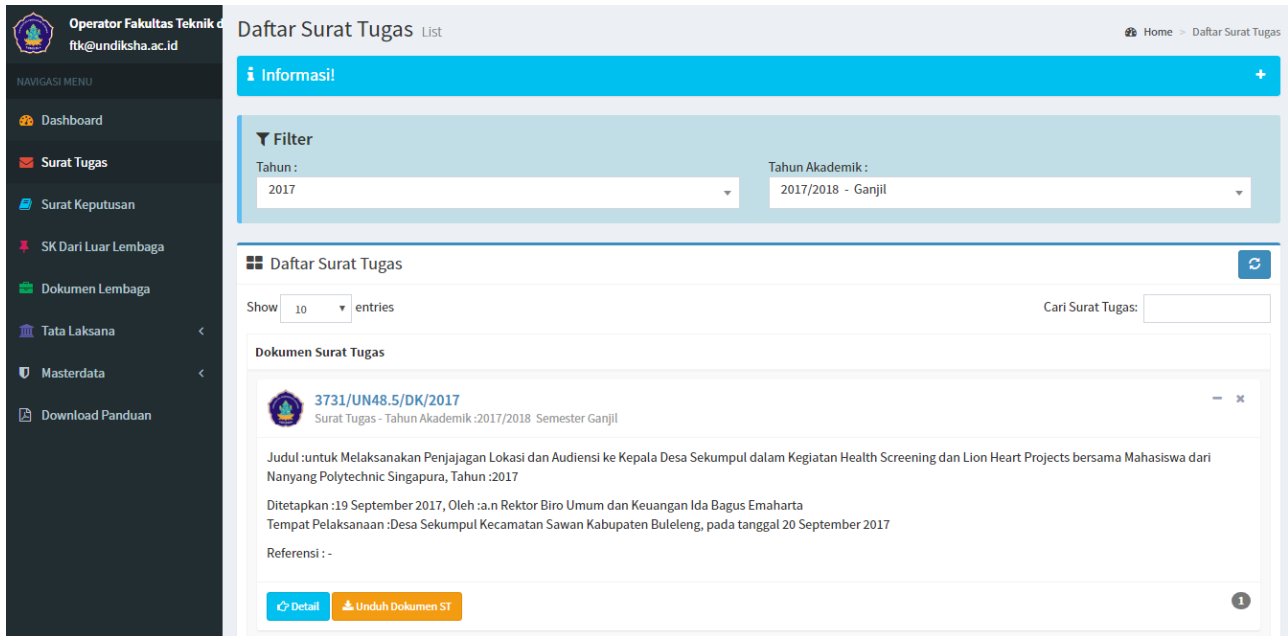 Operator Fakultas Teknik d
ftk@undiksha.ac.id
NAVIGASI MENU
Dashboard
Surat Tugas
Surat Keputusan
SK Dari Luar Lembaga
Dokumen Lembaga
Tata Laksana
Masterdata
Download Panduan
Daftar Surat Tugas List
Home > Daftar Surat Tugas
Informasi!
Filter
Tahun :
2017
Tahun Akademik :
2017/2018 - Ganjil
Daftar Surat Tugas
Show 10 entries
Cari Surat Tugas:
Dokumen Surat Tugas
3731/UN48.5/DK/2017
Surat Tugas - Tahun Akademik :2017/2018 Semester Ganjil
Judul :untuk Melaksanakan Penjajagan Lokasi dan Audiensi ke Kepala Desa Sekumpul dalam Kegiatan Health Screening dan Lion Heart Projects bersama Mahasiswa dari
Nanyang Polytechnic Singapura, Tahun :2017
Ditetapkan :19 September 2017, Oleh :a.n Rektor Biro Umum dan Keuangan Ida Bagus Emaharta
Tempat Pelaksanaan :Desa Sekumpul Kecamatan Sawan Kabupaten Buleleng, pada tanggal 20 September 2017
Referensi : -
Detail
Unduh Dokumen ST
1